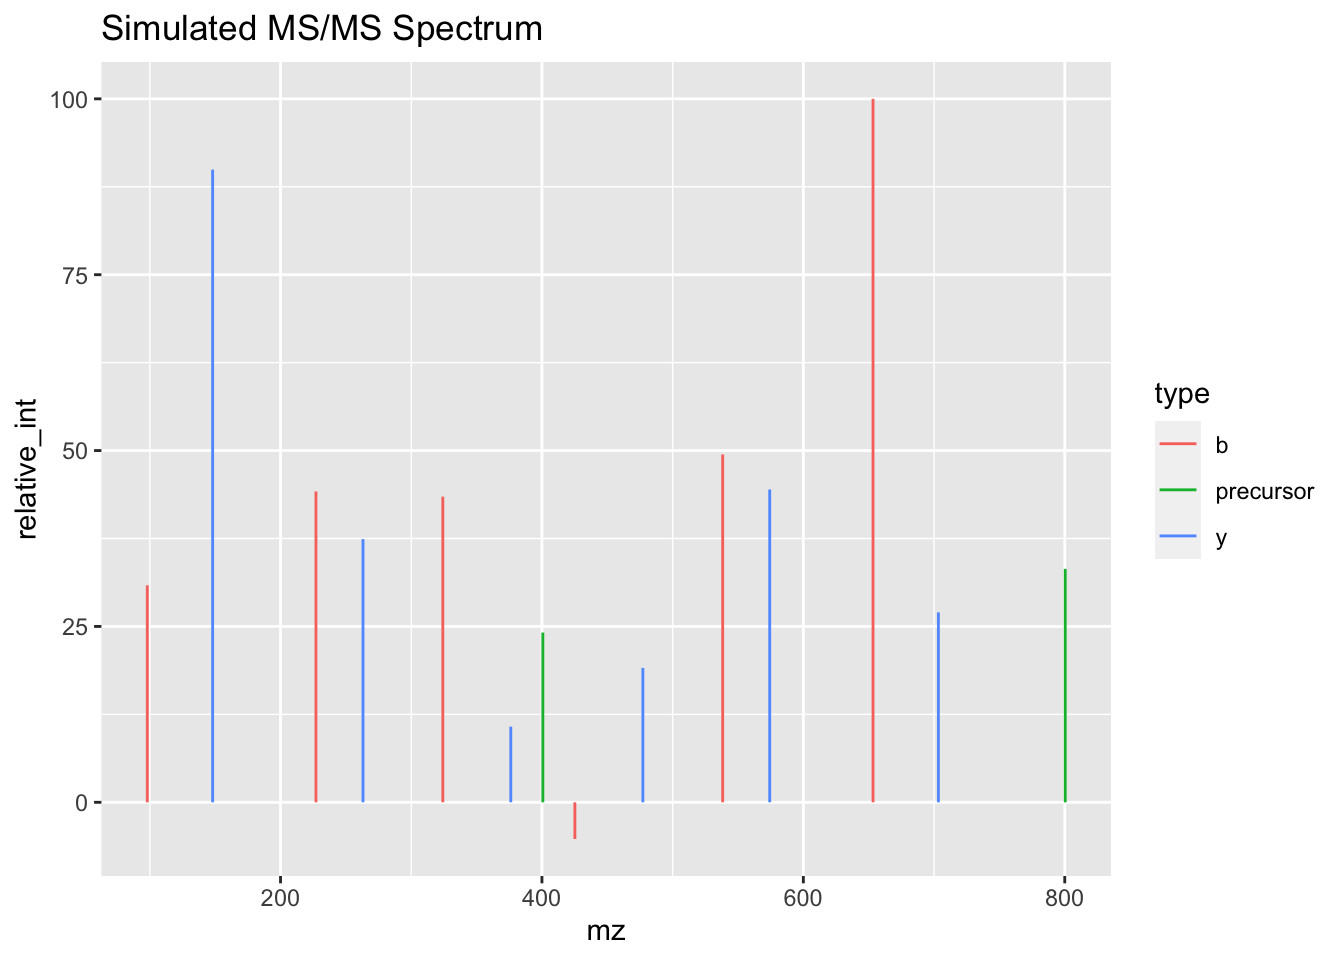 Simulated MS/MS Spectrum
100
75
50
25
0
relative_int
200
400
600
800
mz
type
b
precursor
y